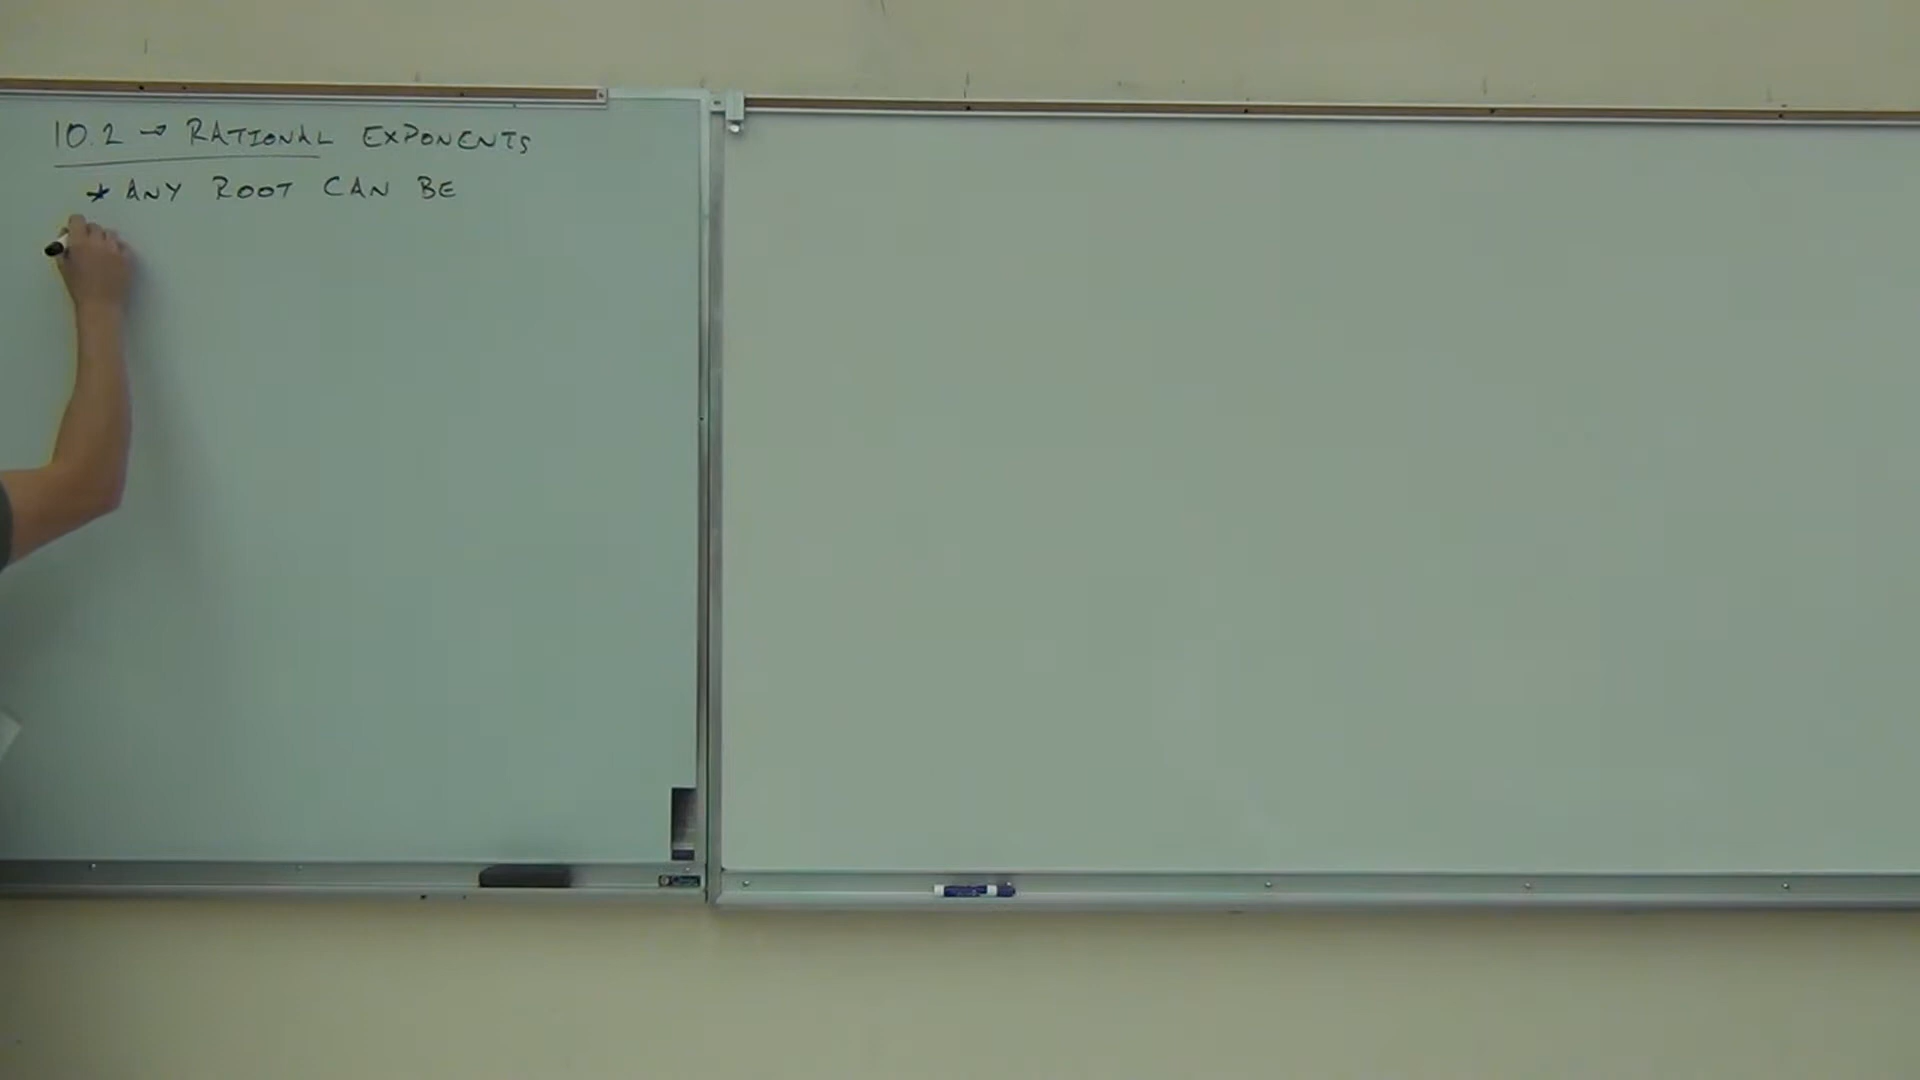 10.2 → RATIONAL EXPONENTS
* ANY ROOT CAN BE